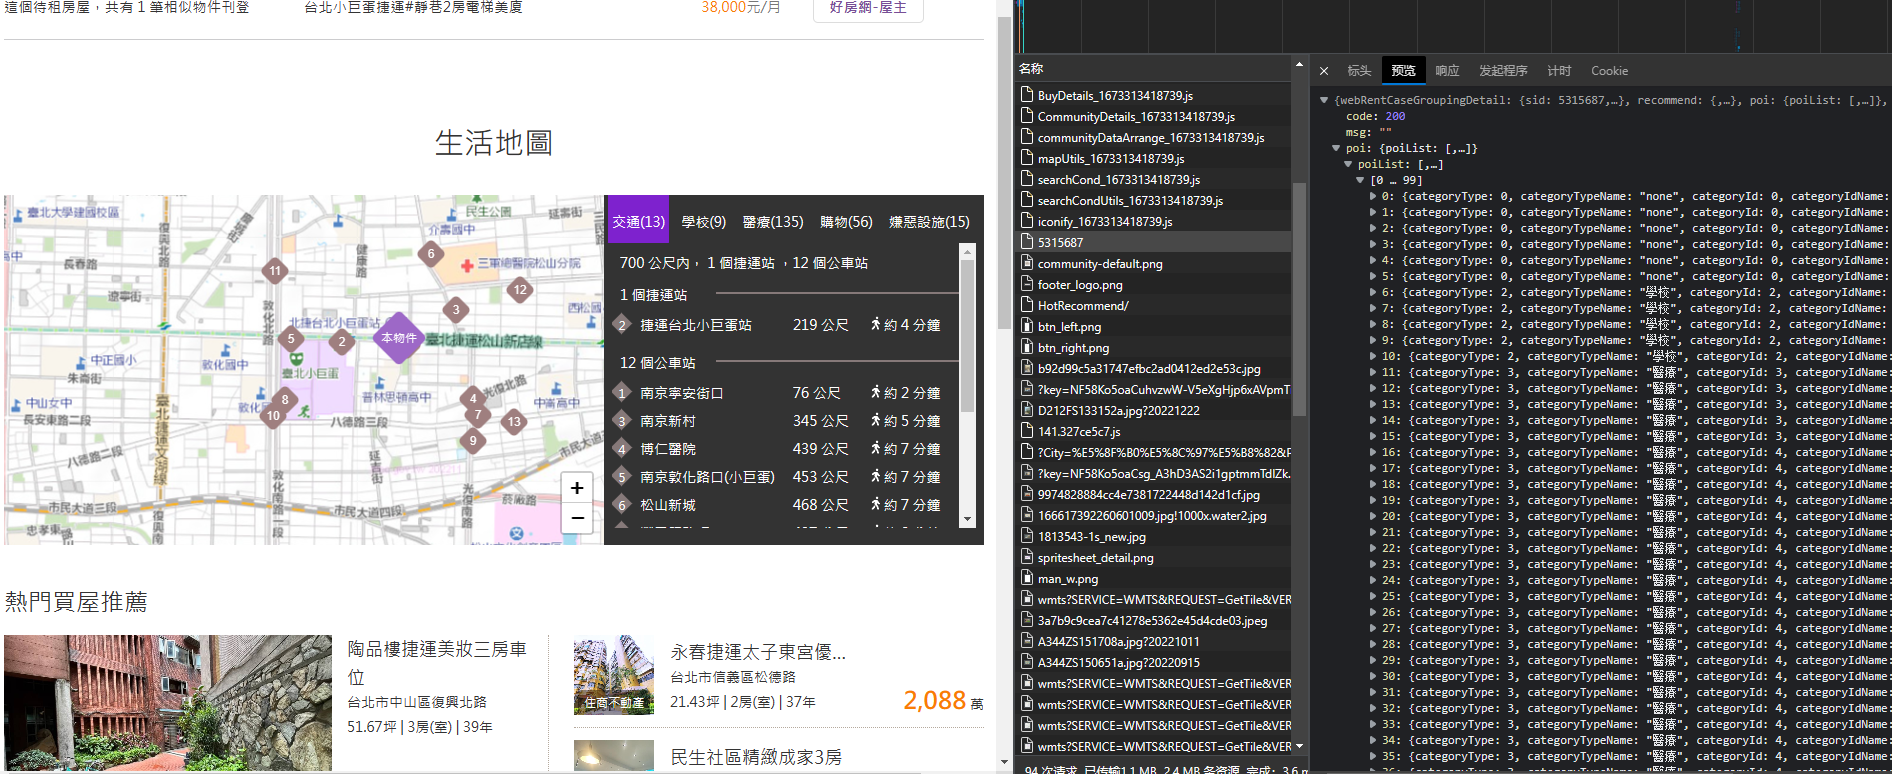 這個待租房屋，共有 1 筆相似物件刊登
台北小巨蛋捷運#靜巷2房電梯美廈
38,000元/月
好房網-屋主
生活地圖
臺北大學建國校區
民生公園
延壽街
介壽國中
復興北路
健康路
三軍總醫院松山分院
長春路
遼寧街
敦化北路
西松國
北捷台北小巨蛋站
臺北捷運松山新店線
中正國小
敦化國中
臺北小巨蛋
本物件
朱崙街
中山女中
長安東路二段
普林思頓高中
光復北路
中崙高中
八德路三段
八德路二段
臺北捷運文湖線
延吉街
市民大道
市民大道三段
市民大道四段
敦化南路一段
光復南路
菸廠路
忠孝東
復興南
11
6
12
3
5
2
8
10
4
7
9
13
+
−
交通(13) 學校(9) 醫療(135) 購物(56) 嫌惡設施(15)
700 公尺內， 1 個捷運站 ，12 個公車站
1 個捷運站
2 捷運台北小巨蛋站 219 公尺 約 4 分鐘
12 個公車站
1 南京寧安街口 76 公尺 約 2 分鐘
3 南京新村 345 公尺 約 5 分鐘
4 博仁醫院 439 公尺 約 7 分鐘
5 南京敦化路口(小巨蛋) 453 公尺 約 7 分鐘
6 松山新城 468 公尺 約 7 分鐘
熱門買屋推薦
陶品樓捷運美妝三房車
位
台北市中山區復興北路
51.67坪 | 3房(室) | 39年
住商不動產
永春捷運太子東宮優...
台北市信義區松德路
21.43坪 | 2房(室) | 37年
2,088 萬
民生社區精緻成家3房
名称
BuyDetails_1673313418739.js
CommunityDetails_1673313418739.js
communityDataArrange_1673313418739.js
mapUtils_1673313418739.js
searchCond_1673313418739.js
searchCondUtils_1673313418739.js
iconify_1673313418739.js
5315687
community-default.png
footer_logo.png
HotRecommend/
btn_left.png
btn_right.png
b92d99c5a31747efbc2ad0412ed2e53c.jpg
?key=NF58Ko5oaCuhvzwW-V5eXgHjp6xAVpmT
D212FS133152a.jpg?20221222
141.327ce5c7.js
?City=%E5%8F%B0%E5%8C%97%E5%B8%82&F
?key=NF58Ko5oaCsg_A3hD3AS2i1gptmmTdlZk.
9974828884cc4e7381722448d142d1cf.jpg
166617392260601009.jpg!1000x.water2.jpg
1813543-1s_new.jpg
spritesheet_detail.png
man_w.png
wmts?SERVICE=WMTS&REQUEST=GetTile&VER
3a7b9c9cea7c41278e5362e45d4cde03.jpeg
A344ZS151708a.jpg?20221011
A344ZS150651a.jpg?20220915
wmts?SERVICE=WMTS&REQUEST=GetTile&VER
wmts?SERVICE=WMTS&REQUEST=GetTile&VER
wmts?SERVICE=WMTS&REQUEST=GetTile&VER
wmts?SERVICE=WMTS&REQUEST=GetTile&VER
94 次请求 已传输1.1 MB 2.4 MB 条资源 完成： 3.6 m
× 标头 预览 响应 发起程序 计时 Cookie
{webRentCaseGroupingDetail: {sid: 5315687,…}, recommend: {,…}, poi: {poiList: [,…]},
code: 200
msg: ""
poi: {poiList: [,…]}
poiList: [,…]
[0 … 99]
0: {categoryType: 0, categoryTypeName: "none", categoryId: 0, categoryIdName:
1: {categoryType: 0, categoryTypeName: "none", categoryId: 0, categoryIdName:
2: {categoryType: 0, categoryTypeName: "none", categoryId: 0, categoryIdName:
3: {categoryType: 0, categoryTypeName: "none", categoryId: 0, categoryIdName:
4: {categoryType: 0, categoryTypeName: "none", categoryId: 0, categoryIdName:
5: {categoryType: 0, categoryTypeName: "none", categoryId: 0, categoryIdName:
6: {categoryType: 2, categoryTypeName: "學校", categoryId: 2, categoryIdName:
7: {categoryType: 2, categoryTypeName: "學校", categoryId: 2, categoryIdName:
8: {categoryType: 2, categoryTypeName: "學校", categoryId: 2, categoryIdName:
9: {categoryType: 2, categoryTypeName: "學校", categoryId: 2, categoryIdName:
10: {categoryType: 2, categoryTypeName: "學校", categoryId: 2, categoryIdName:
11: {categoryType: 3, categoryTypeName: "醫療", categoryId: 3, categoryIdName:
12: {categoryType: 3, categoryTypeName: "醫療", categoryId: 3, categoryIdName:
13: {categoryType: 3, categoryTypeName: "醫療", categoryId: 3, categoryIdName:
14: {categoryType: 3, categoryTypeName: "醫療", categoryId: 3, categoryIdName:
15: {categoryType: 3, categoryTypeName: "醫療", categoryId: 3, categoryIdName:
16: {categoryType: 3, categoryTypeName: "醫療", categoryId: 4, categoryIdName:
17: {categoryType: 3, categoryTypeName: "醫療", categoryId: 4, categoryIdName:
18: {categoryType: 3, categoryTypeName: "醫療", categoryId: 4, categoryIdName:
19: {categoryType: 3, categoryTypeName: "醫療", categoryId: 4, categoryIdName:
20: {categoryType: 3, categoryTypeName: "醫療", categoryId: 4, categoryIdName:
21: {categoryType: 3, categoryTypeName: "醫療", categoryId: 4, categoryIdName:
22: {categoryType: 3, categoryTypeName: "醫療", categoryId: 4, categoryIdName:
23: {categoryType: 3, categoryTypeName: "醫療", categoryId: 4, categoryIdName:
24: {categoryType: 3, categoryTypeName: "醫療", categoryId: 4, categoryIdName:
25: {categoryType: 3, categoryTypeName: "醫療", categoryId: 4, categoryIdName:
26: {categoryType: 3, categoryTypeName: "醫療", categoryId: 4, categoryIdName:
27: {categoryType: 3, categoryTypeName: "醫療", categoryId: 4, categoryIdName:
28: {categoryType: 3, categoryTypeName: "醫療", categoryId: 4, categoryIdName:
29: {categoryType: 3, categoryTypeName: "醫療", categoryId: 4, categoryIdName:
30: {categoryType: 3, categoryTypeName: "醫療", categoryId: 4, categoryIdName:
31: {categoryType: 3, categoryTypeName: "醫療", categoryId: 4, categoryIdName:
32: {categoryType: 3, categoryTypeName: "醫療", categoryId: 4, categoryIdName:
33: {categoryType: 3, categoryTypeName: "醫療", categoryId: 4, categoryIdName:
34: {categoryType: 3, categoryTypeName: "醫療", categoryId: 4, categoryIdName:
35: {categoryType: 3, categoryTypeName: "醫療", categoryId: 4, categoryIdName: